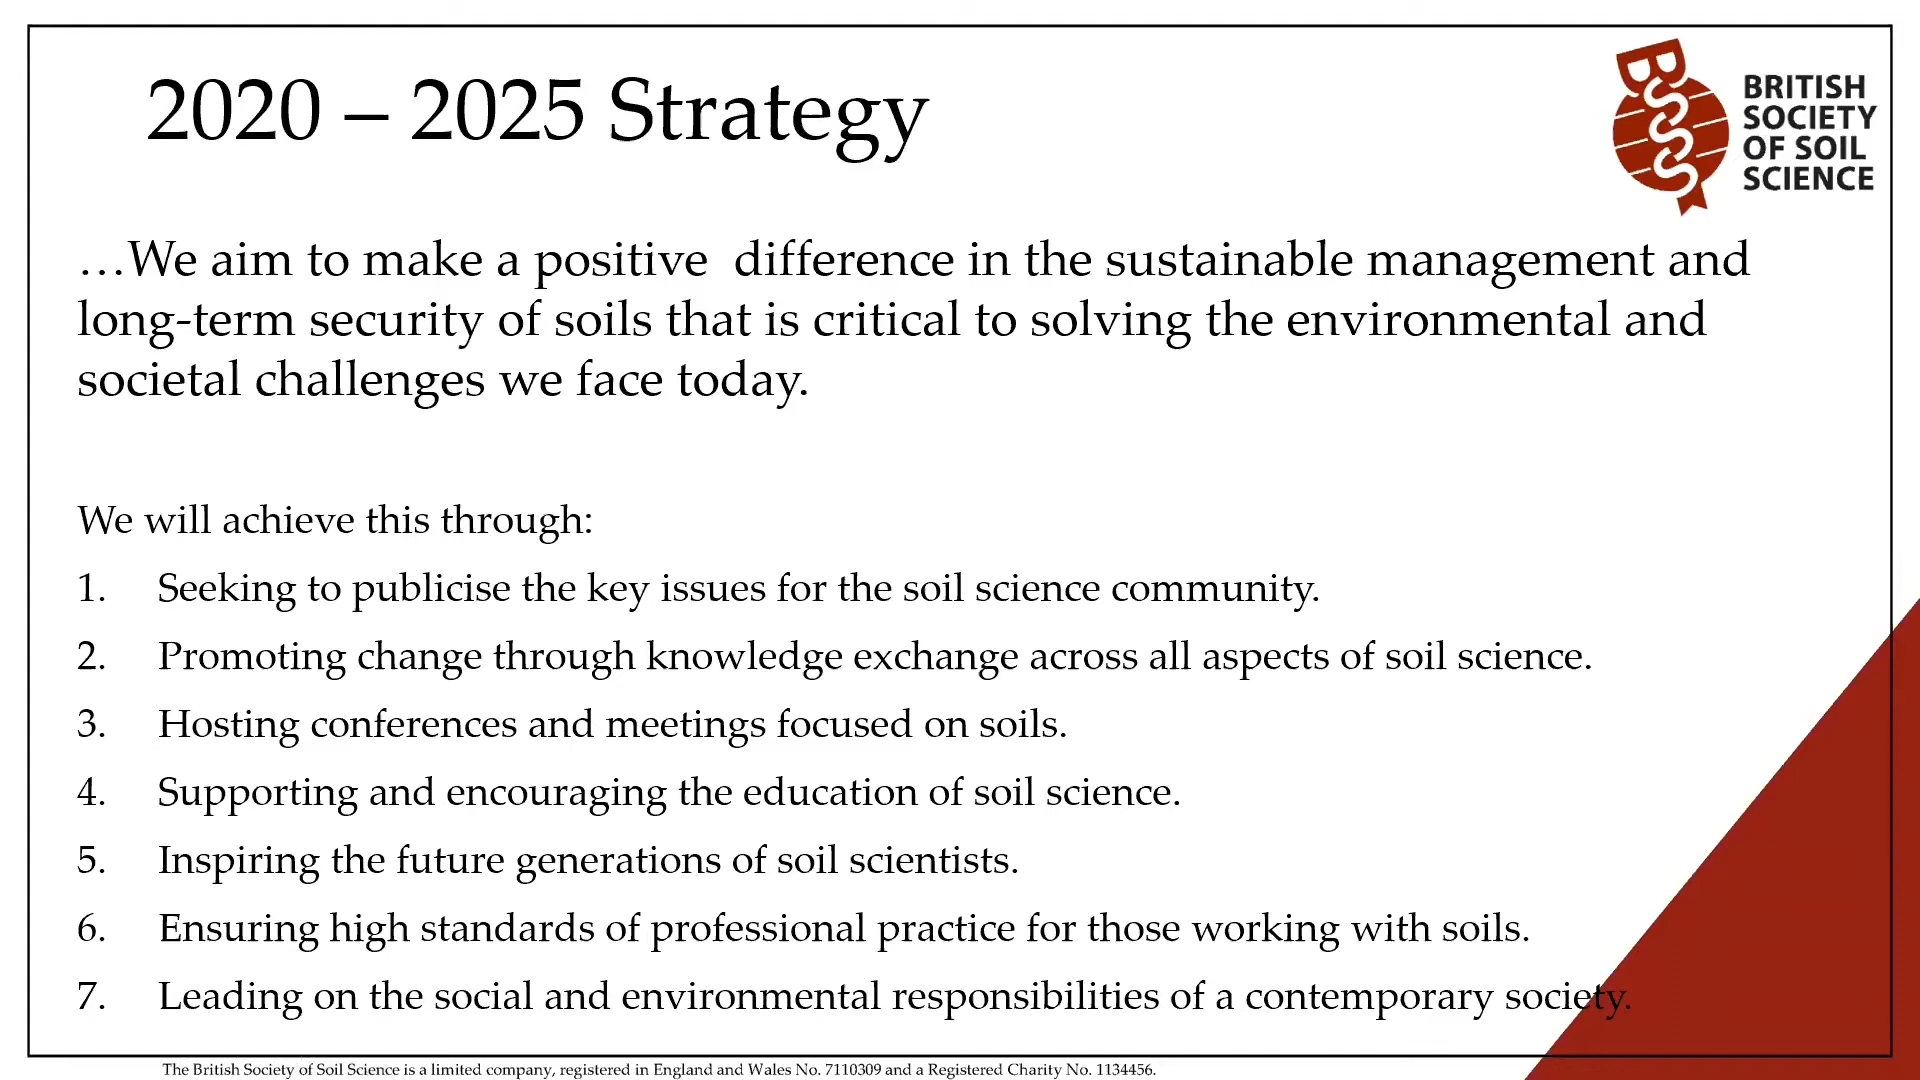 2020 – 2025 Strategy
BSSS
BRITISH
SOCIETY
OF SOIL
SCIENCE
…We aim to make a positive  difference in the sustainable management and
long-term security of soils that is critical to solving the environmental and
societal challenges we face today.
We will achieve this through:
1. Seeking to publicise the key issues for the soil science community.
2. Promoting change through knowledge exchange across all aspects of soil science.
3. Hosting conferences and meetings focused on soils.
4. Supporting and encouraging the education of soil science.
5. Inspiring the future generations of soil scientists.
6. Ensuring high standards of professional practice for those working with soils.
7. Leading on the social and environmental responsibilities of a contemporary society.
The British Society of Soil Science is a limited company, registered in England and Wales No. 7110309 and a Registered Charity No. 1134456.